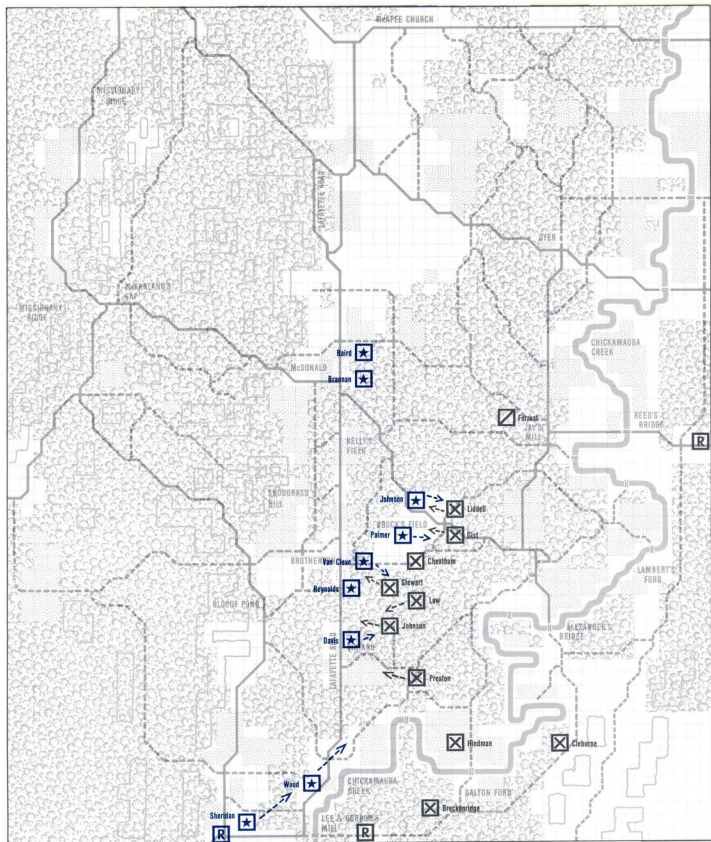 McAFEE CHURCH
MISSIONARY
RIDGE
LAFAYETTE ROAD
DYER
McFARLAND'S
GAP
MISSIONARY
RIDGE
CHICKAMAUGA
CREEK
Baird
McDONALD
Brannan
Forrest
JAY'S
MILL
REED'S
BRIDGE
R
KELLY'S
FIELD
SNODGRASS
HILL
Johnson
Liddell
BROCK'S FIELD
Palmer
Gist
BROTHER
Van Cleve
Cheatham
LAMBERT'S
FORD
Reynolds
Stewart
BLOODY POND
Law
Johnson
ALEXANDER'S
BRIDGE
Davis
LAFAYETTE ROAD
Preston
Hindman
Cleburne
Wood
CHICKAMAUGA
CREEK
DALTON FORD
Breckenridge
Sheridan
LEE & GORDON'S
MILL
R
R